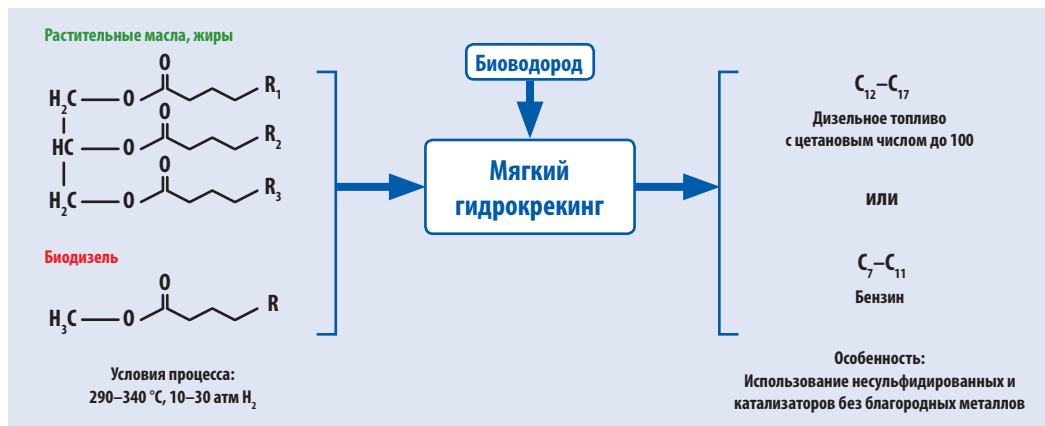 Растительные масла, жиры
O
H₂C O R₁
O
HC O R₂
O
H₂C O R₃
Биодизель
O
H₃C O R
Условия процесса:
290–340 °C, 10–30 атм H₂
Биоводород
Мягкий
гидрокрекинг
C₁₂–C₁₇
Дизельное топливо
с цетановым числом до 100
или
C₇–C₁₁
Бензин
Особенность:
Использование несульфидированных и
катализаторов без благородных металлов